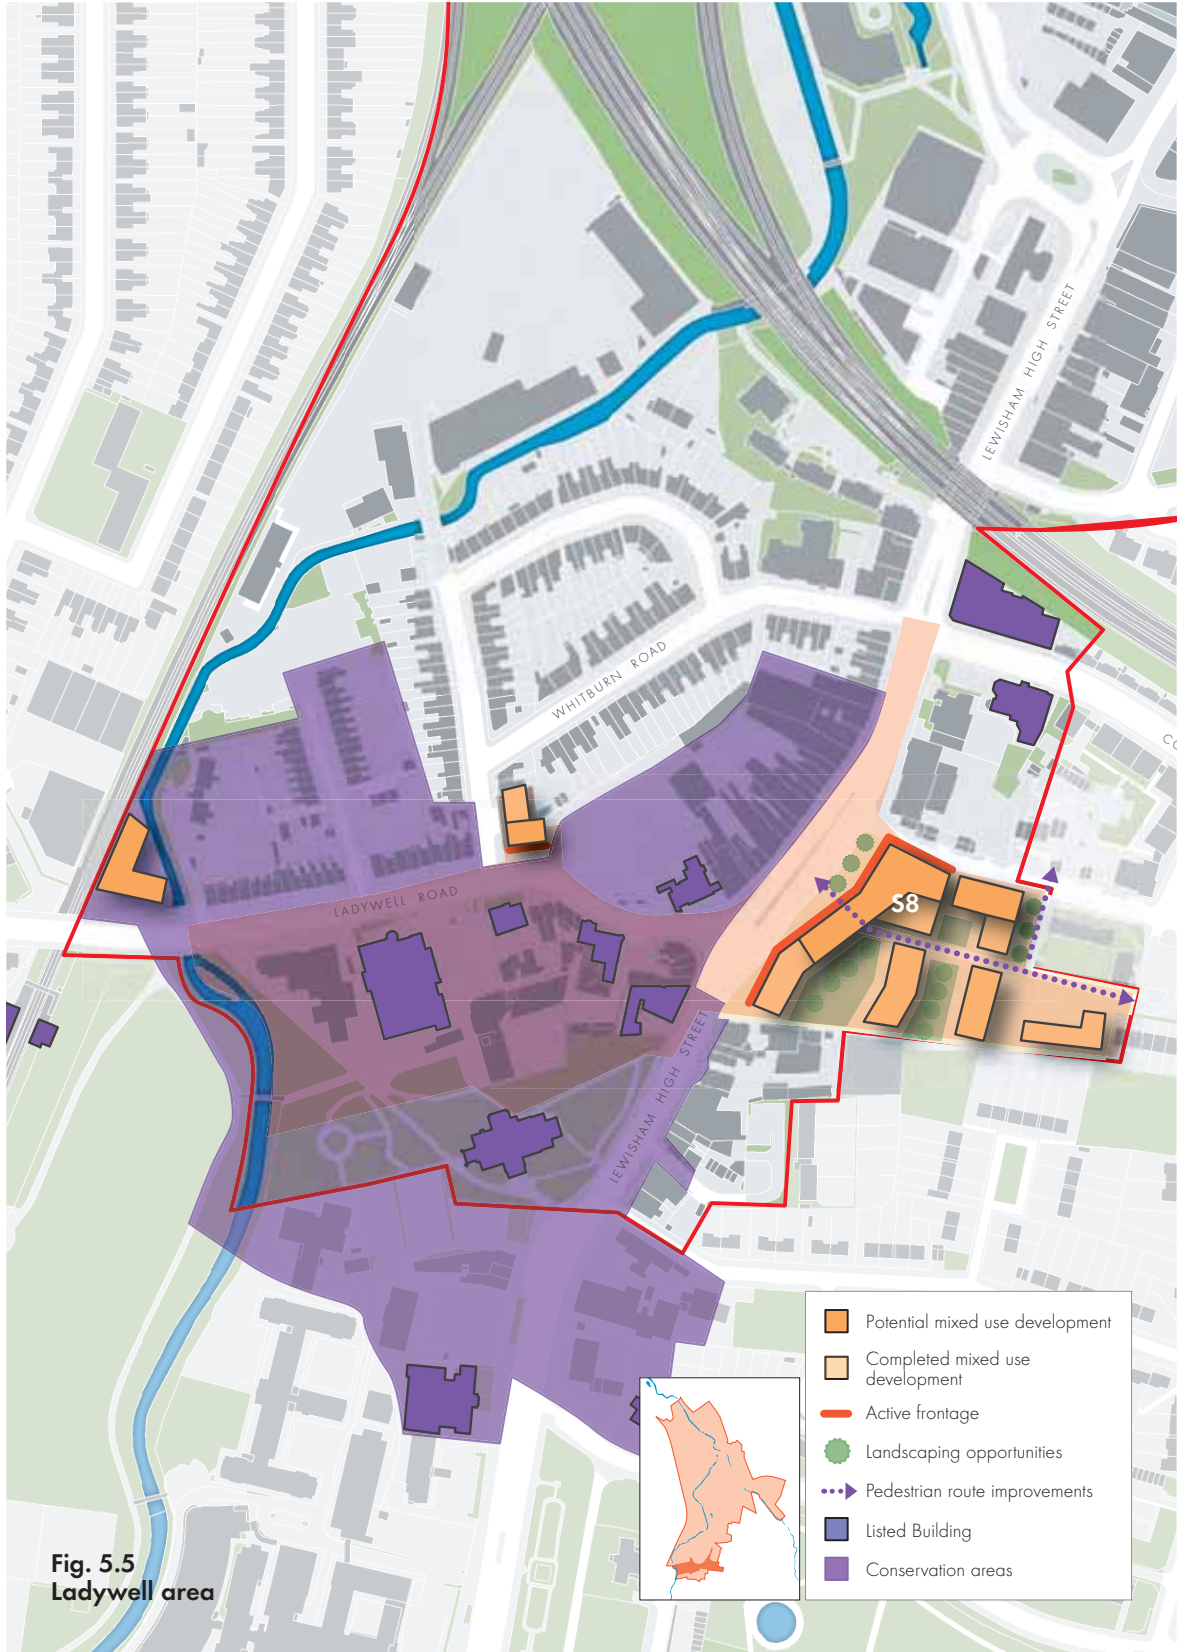 LEWISHAM HIGH STREET
WHITBURN ROAD
CO
LADYWELL ROAD
S8
LEWISHAM HIGH STREET
Potential mixed use development
Completed mixed use
development
Active frontage
Landscaping opportunities
Pedestrian route improvements
Listed Building
Conservation areas
Fig. 5.5
Ladywell area